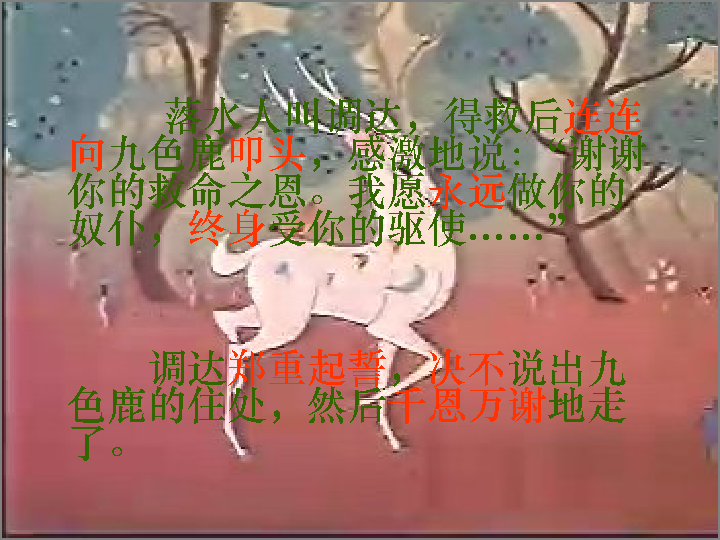 落水人叫调达，得救后连连
向九色鹿叩头，感激地说:“谢谢
你的救命之恩。我愿永远做你的
奴仆，终身受你的驱使……”
调达郑重起誓，决不说出九
色鹿的住处，然后千恩万谢地走
了。